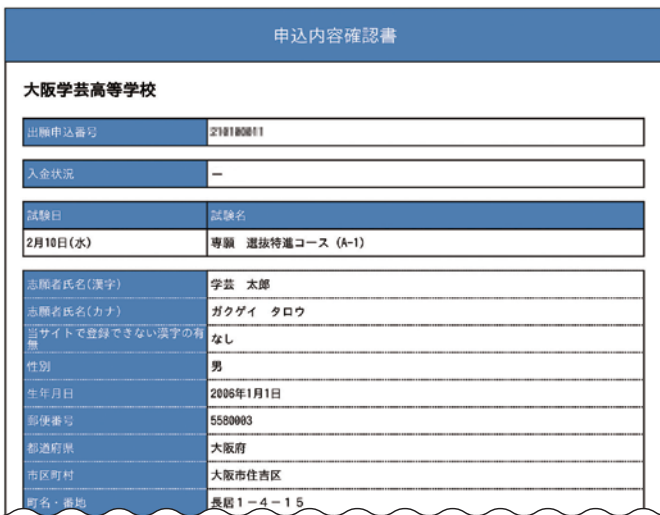 申込内容確認書
大阪学芸高等学校
出願申込番号 210100011
入金状況 －
試験日 試験名
2月10日(水) 専願 選抜特進コース (A-1)
志願者氏名(漢字) 学芸 太郎
志願者氏名(カナ) ガクゲイ タロウ
当サイトで登録できない漢字の有無 なし
性別 男
生年月日 2006年1月1日
郵便番号 5580003
都道府県 大阪府
市区町村 大阪市住吉区
町名・番地 長居1－4－15